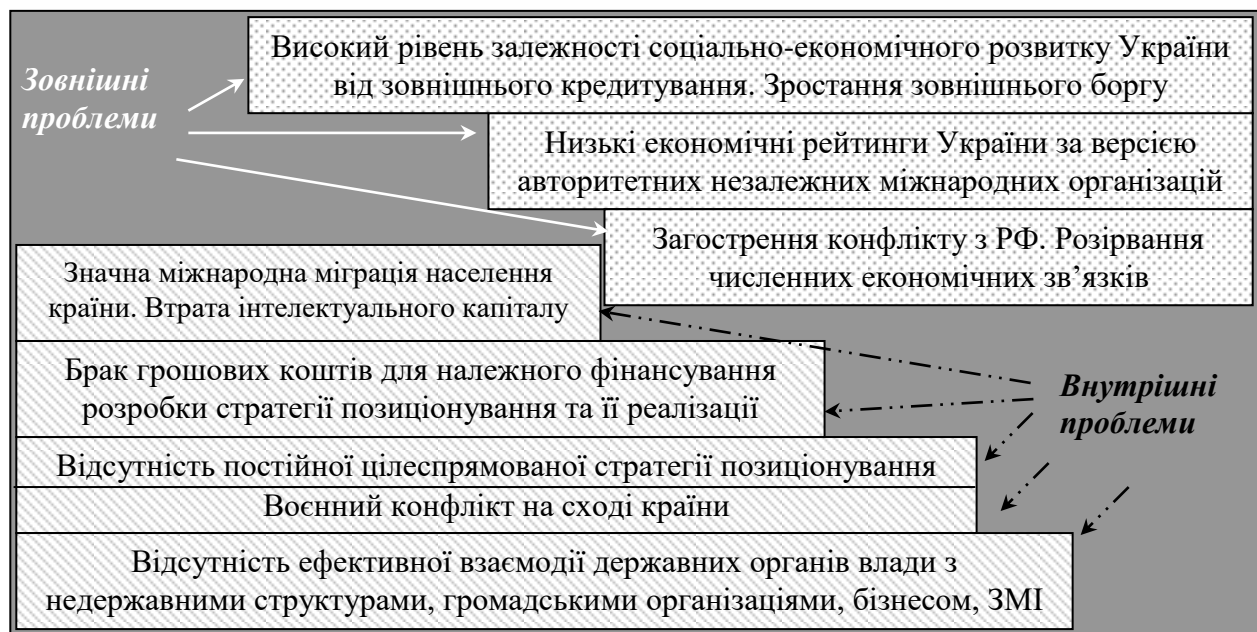 Зовнішні
проблеми
Високий рівень залежності соціально-економічного розвитку України
від зовнішнього кредитування. Зростання зовнішнього боргу
Низькі економічні рейтинги України за версією
авторитетних незалежних міжнародних організацій
Загострення конфлікту з РФ. Розірвання
численних економічних зв’язків
Значна міжнародна міграція населення
країни. Втрата інтелектуального капіталу
Брак грошових коштів для належного фінансування
розробки стратегії позиціонування та її реалізації
Внутрішні
проблеми
Відсутність постійної цілеспрямованої стратегії позиціонування
Воєнний конфлікт на сході країни
Відсутність ефективної взаємодії державних органів влади з
недержавними структурами, громадськими організаціями, бізнесом, ЗМІ